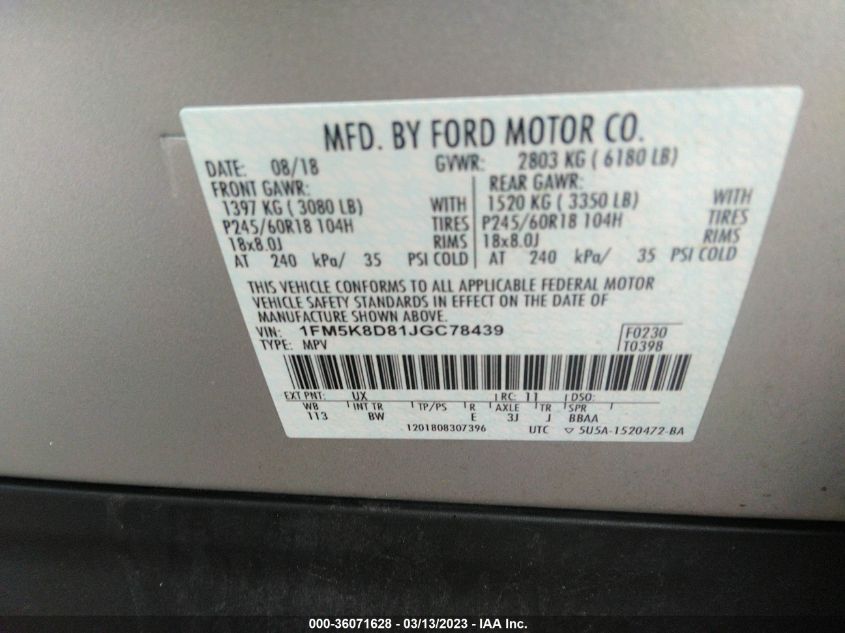 MFD. BY FORD MOTOR CO.
DATE: 08/18 GVWR: 2803 KG ( 6180 LB)
FRONT GAWR: REAR GAWR:
1397 KG ( 3080 LB) WITH 1520 KG ( 3350 LB) WITH
P245/60R18 104H TIRES P245/60R18 104H TIRES
18x8.0J RIMS 18x8.0J RIMS
AT 240 kPa/ 35 PSI COLD AT 240 kPa/ 35 PSI COLD
THIS VEHICLE CONFORMS TO ALL APPLICABLE FEDERAL MOTOR
VEHICLE SAFETY STANDARDS IN EFFECT ON THE DATE OF
MANUFACTURE SHOWN ABOVE.
VIN: 1FM5K8D81JGC78439 F0230
TYPE: MPV T0398
EXT PNT: UX RC: 11 DSO:
WB INT TR TP/PS R AXLE TR SPR
113 BW E 3J J BBAA
1201808307396 UTC ▽ 5U5A-1520472-BA
000-36071628 - 03/13/2023 - IAA Inc.